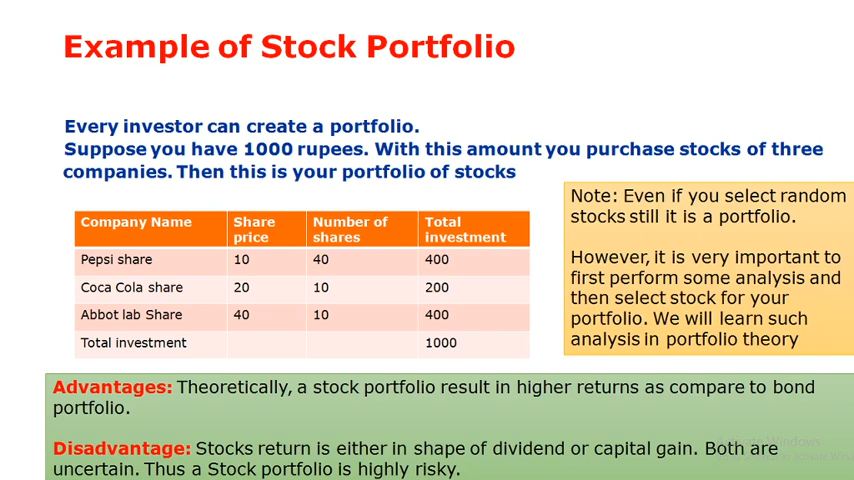 Example of Stock Portfolio
Every investor can create a portfolio.
Suppose you have 1000 rupees. With this amount you purchase stocks of three
companies. Then this is your portfolio of stocks
Company Name Share price Number of shares Total investment
Pepsi share 10 40 400
Coca Cola share 20 10 200
Abbot lab Share 40 10 400
Total investment 1000
Note: Even if you select random
stocks still it is a portfolio.
However, it is very important to
first perform some analysis and
then select stock for your
portfolio. We will learn such
analysis in portfolio theory
Advantages: Theoretically, a stock portfolio result in higher returns as compare to bond
portfolio.
Disadvantage: Stocks return is either in shape of dividend or capital gain. Both are
uncertain. Thus a Stock portfolio is highly risky.
Activate Windows